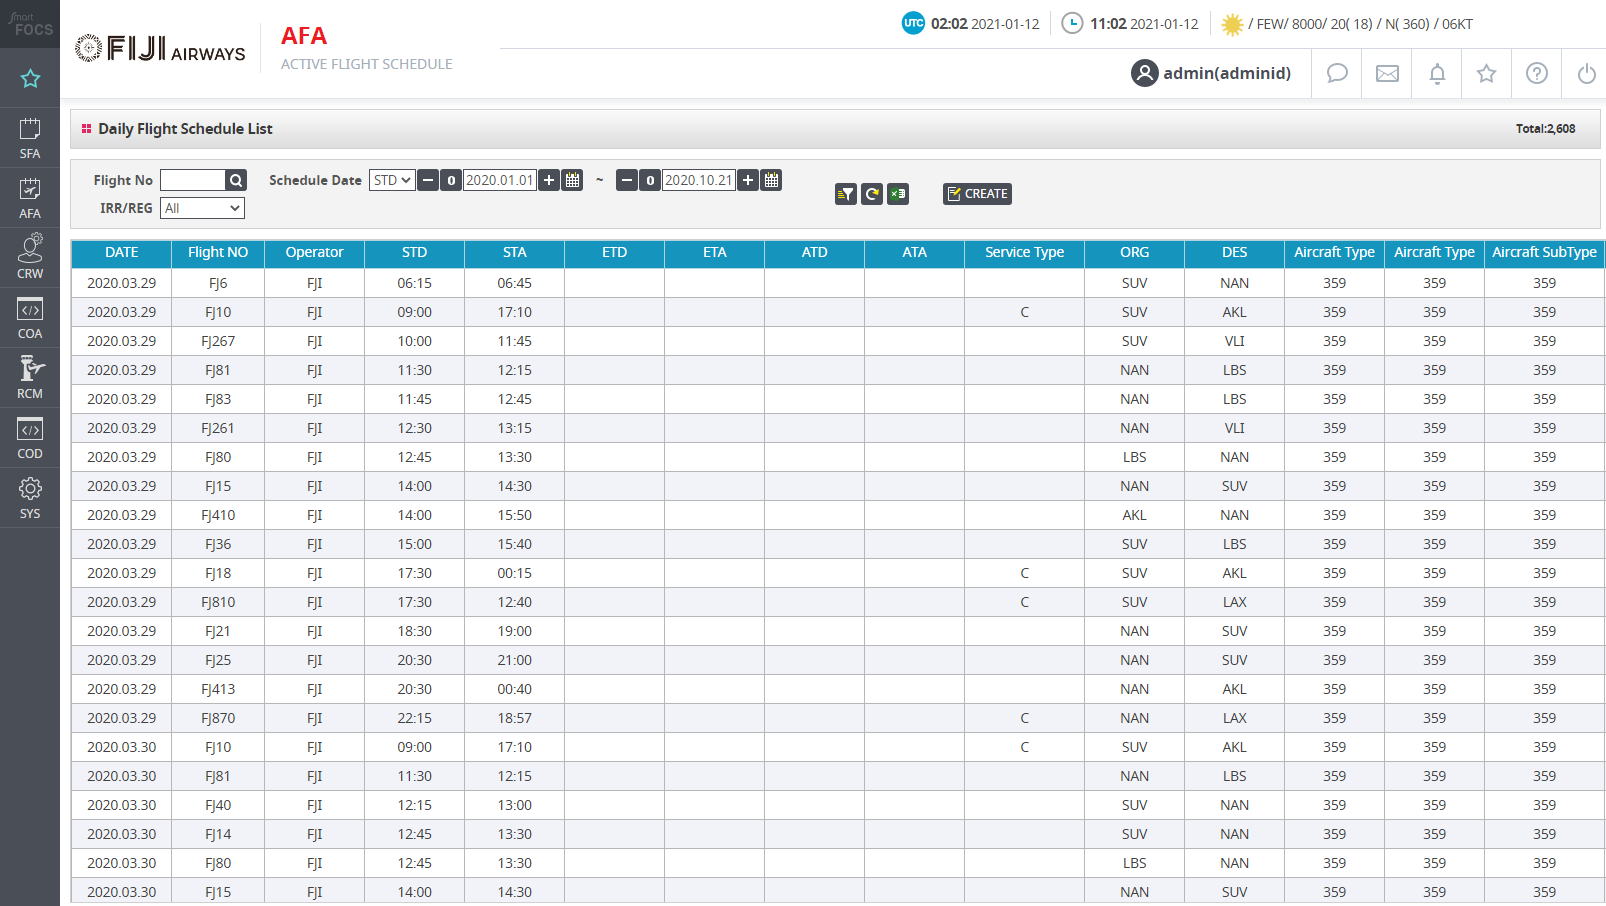 smart
FOCS
FIJI AIRWAYS
AFA
ACTIVE FLIGHT SCHEDULE
UTC 02:02 2021-01-12 11:02 2021-01-12 / FEW/ 8000/ 20( 18) / N( 360) / 06KT
admin(adminid)
SFA
AFA
CRW
COA
RCM
COD
SYS
Daily Flight Schedule List Total:2,608
Flight No Schedule Date STD 0 2020.01.01 ~ 0 2020.10.21
IRR/REG All CREATE
DATE Flight NO Operator STD STA ETD ETA ATD ATA Service Type ORG DES Aircraft Type Aircraft Type Aircraft SubType
2020.03.29 FJ6 FJI 06:15 06:45 SUV NAN 359 359 359
2020.03.29 FJ10 FJI 09:00 17:10 C SUV AKL 359 359 359
2020.03.29 FJ267 FJI 10:00 11:45 SUV VLI 359 359 359
2020.03.29 FJ81 FJI 11:30 12:15 NAN LBS 359 359 359
2020.03.29 FJ83 FJI 11:45 12:45 NAN LBS 359 359 359
2020.03.29 FJ261 FJI 12:30 13:15 NAN VLI 359 359 359
2020.03.29 FJ80 FJI 12:45 13:30 LBS NAN 359 359 359
2020.03.29 FJ15 FJI 14:00 14:30 NAN SUV 359 359 359
2020.03.29 FJ410 FJI 14:00 15:50 AKL NAN 359 359 359
2020.03.29 FJ36 FJI 15:00 15:40 SUV LBS 359 359 359
2020.03.29 FJ18 FJI 17:30 00:15 C SUV AKL 359 359 359
2020.03.29 FJ810 FJI 17:30 12:40 C SUV LAX 359 359 359
2020.03.29 FJ21 FJI 18:30 19:00 NAN SUV 359 359 359
2020.03.29 FJ25 FJI 20:30 21:00 NAN SUV 359 359 359
2020.03.29 FJ413 FJI 20:30 00:40 NAN AKL 359 359 359
2020.03.29 FJ870 FJI 22:15 18:57 C NAN LAX 359 359 359
2020.03.30 FJ10 FJI 09:00 17:10 C SUV AKL 359 359 359
2020.03.30 FJ81 FJI 11:30 12:15 NAN LBS 359 359 359
2020.03.30 FJ40 FJI 12:15 13:00 SUV NAN 359 359 359
2020.03.30 FJ14 FJI 12:45 13:30 SUV NAN 359 359 359
2020.03.30 FJ80 FJI 12:45 13:30 LBS NAN 359 359 359
2020.03.30 FJ15 FJI 14:00 14:30 NAN SUV 359 359 359